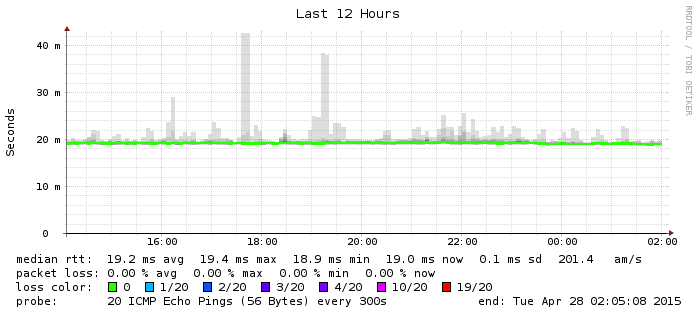 Last 12 Hours
RRDTOOL / TOBI OETIKER
Seconds
40 m
30 m
20 m
10 m
0
16:00 18:00 20:00 22:00 00:00 02:00
median rtt: 19.2 ms avg 19.4 ms max 18.9 ms min 19.0 ms now 0.1 ms sd 201.4 am/s
packet loss: 0.00 % avg 0.00 % max 0.00 % min 0.00 % now
loss color: 0 1/20 2/20 3/20 4/20 10/20 19/20
probe: 20 ICMP Echo Pings (56 Bytes) every 300s end: Tue Apr 28 02:05:08 2015